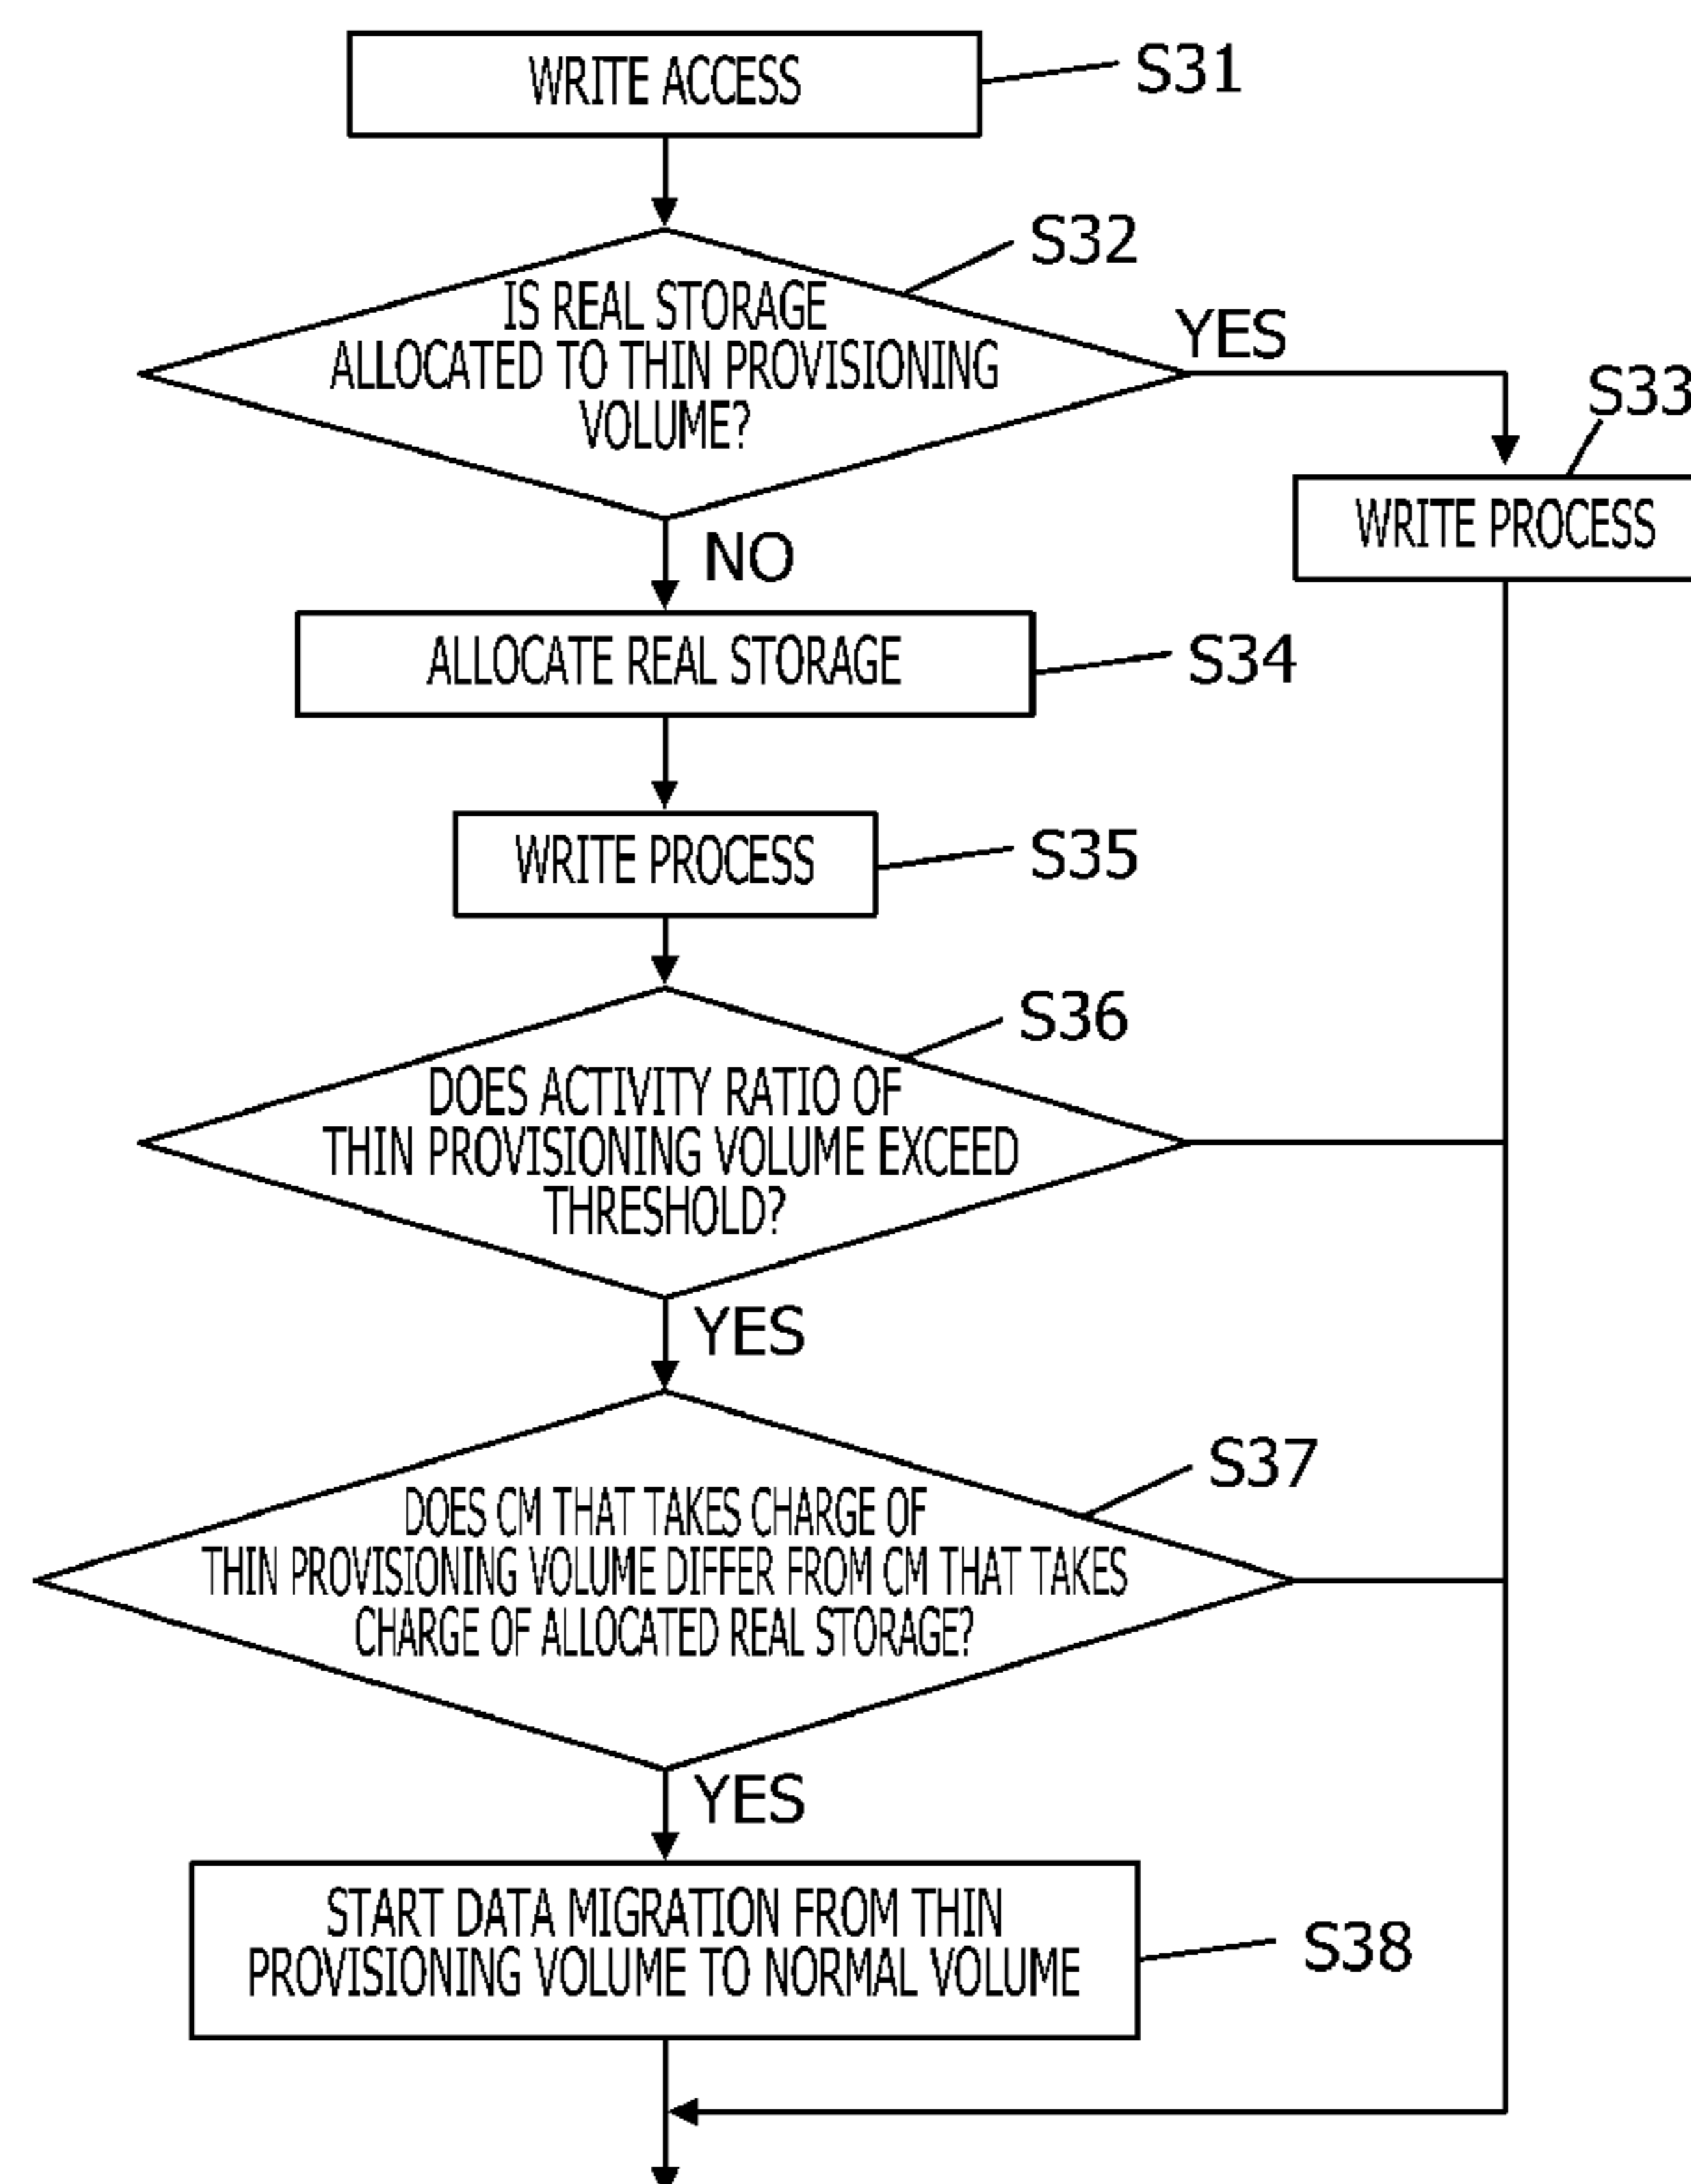 WRITE ACCESS
S31
S32
IS REAL STORAGE
ALLOCATED TO THIN PROVISIONING
VOLUME?
YES
S33
WRITE PROCESS
NO
ALLOCATE REAL STORAGE
S34
WRITE PROCESS
S35
S36
DOES ACTIVITY RATIO OF
THIN PROVISIONING VOLUME EXCEED
THRESHOLD?
YES
S37
DOES CM THAT TAKES CHARGE OF
THIN PROVISIONING VOLUME DIFFER FROM CM THAT TAKES
CHARGE OF ALLOCATED REAL STORAGE?
YES
START DATA MIGRATION FROM THIN
PROVISIONING VOLUME TO NORMAL VOLUME
S38